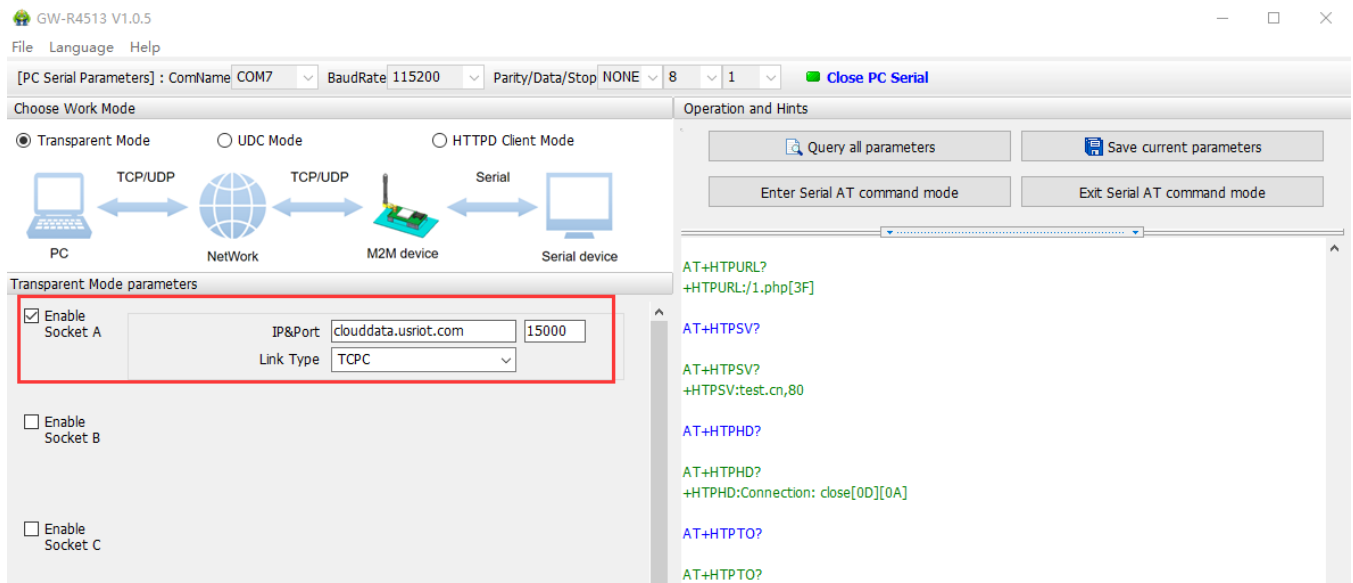 GW-R4513 V1.0.5
File Language Help
[PC Serial Parameters] : ComName COM7 BaudRate 115200 Parity/Data/Stop NONE 8 1 Close PC Serial
Choose Work Mode
Transparent Mode UDC Mode HTTPD Client Mode
TCP/UDP TCP/UDP Serial
PC NetWork M2M device Serial device
Transparent Mode parameters
Enable
Socket A
IP&Port clouddata.usriot.com 15000
Link Type TCPC
Enable
Socket B
Enable
Socket C
Operation and Hints
Query all parameters Save current parameters
Enter Serial AT command mode Exit Serial AT command mode
AT+HTPURL?
+HTPURL:/1.php[3F]
AT+HTPSV?
AT+HTPSV?
+HTPSV:test.cn,80
AT+HTPHD?
AT+HTPHD?
+HTPHD:Connection: close[0D][0A]
AT+HTPTO?
AT+HTPTO?